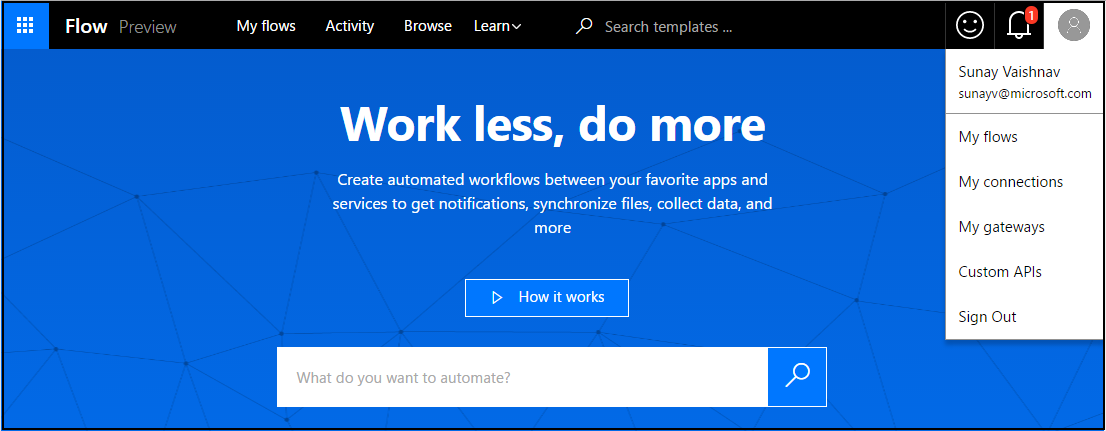 Flow Preview My flows Activity Browse Learn Search templates ... 1
Sunay Vaishnav
sunayv@microsoft.com
My flows
My connections
My gateways
Custom APIs
Sign Out
Work less, do more
Create automated workflows between your favorite apps and
services to get notifications, synchronize files, collect data, and
more
How it works
What do you want to automate?